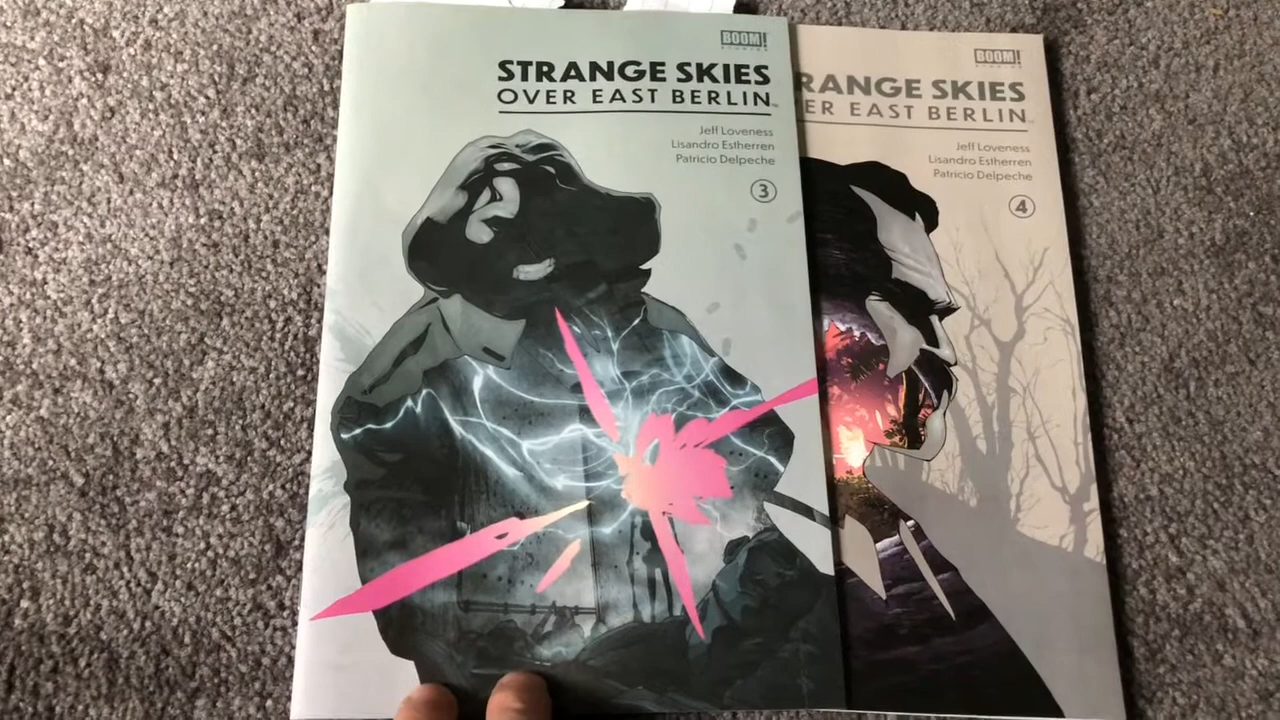 BOOM!
STUDIOS
STRANGE SKIES
OVER EAST BERLIN
Jeff Loveness
Lisandro Estherren
Patricio Delpeche
3
BOOM!
STUDIOS
RANGE SKIES
ER EAST BERLIN
Jeff Loveness
Lisandro Estherren
Patricio Delpeche
4